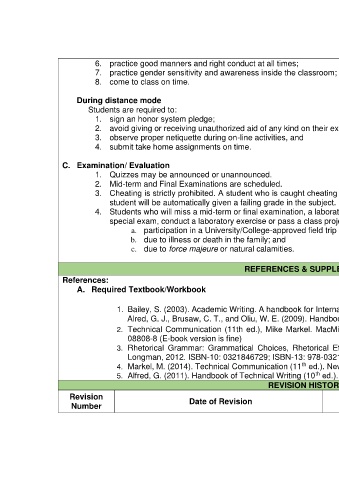 6. practice good manners and right conduct at all times;
7. practice gender sensitivity and awareness inside the classroom;
8. come to class on time.
During distance mode
Students are required to:
1. sign an honor system pledge;
2. avoid giving or receiving unauthorized aid of any kind on their ex
3. observe proper netiquette during on-line activities, and
4. submit take home assignments on time.
C. Examination/ Evaluation
1. Quizzes may be announced or unannounced.
2. Mid-term and Final Examinations are scheduled.
3. Cheating is strictly prohibited. A student who is caught cheating
student will be automatically given a failing grade in the subject.
4. Students who will miss a mid-term or final examination, a laborat
special exam, conduct a laboratory exercise or pass a class proj
a. participation in a University/College-approved field trip
b. due to illness or death in the family; and
c. due to force majeure or natural calamities.
REFERENCES & SUPPLE
References:
A. Required Textbook/Workbook
1. Bailey, S. (2003). Academic Writing. A handbook for Interna
Alred, G, J., Brusaw, C. T., and Oliu, W. E. (2009). Handboo
2. Technical Communication (11th ed.), Mike Markel. MacMi
08808-8 (E-book version is fine)
3. Rhetorical Grammar: Grammatical Choices, Rhetorical Ef
Longman, 2012. ISBN-10: 0321846729; ISBN-13: 978-0321
4. Markel, M. (2014). Technical Communication (11th ed.). Nev
5. Alfred, G. (2011). Handbook of Technical Writing (10th ed.).
REVISION HISTOR
Revision Number
Date of Revision